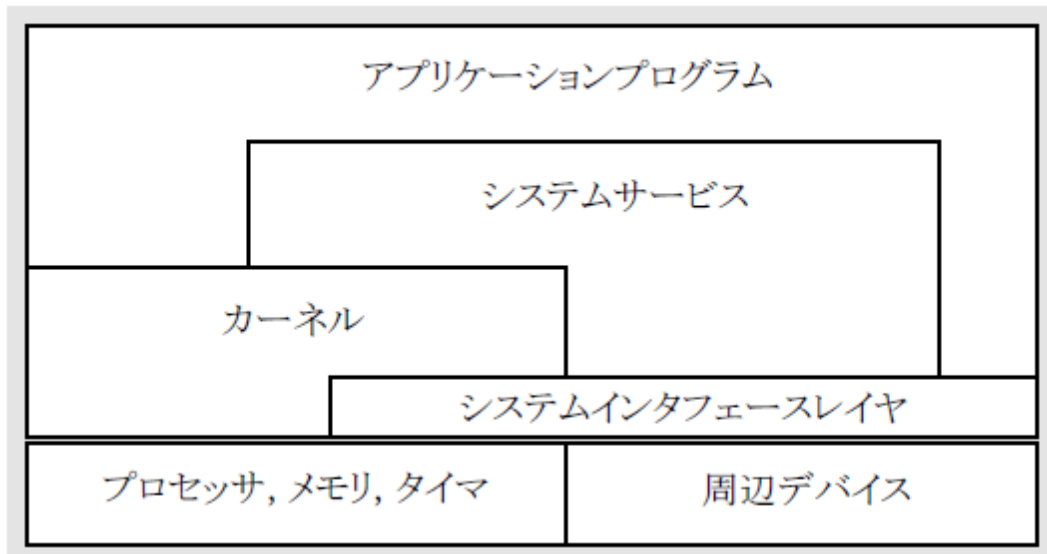 アプリケーションプログラム
システムサービス
カーネル
システムインタフェースレイヤ
プロセッサ, メモリ, タイマ
周辺デバイス